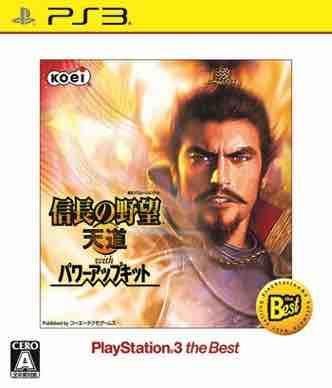 PS3
KOEI
信長の野望
天道
with
パワーアップキット
the Best
Published by コーエーテクモゲームス
CERO
A
PlayStation®3 the Best